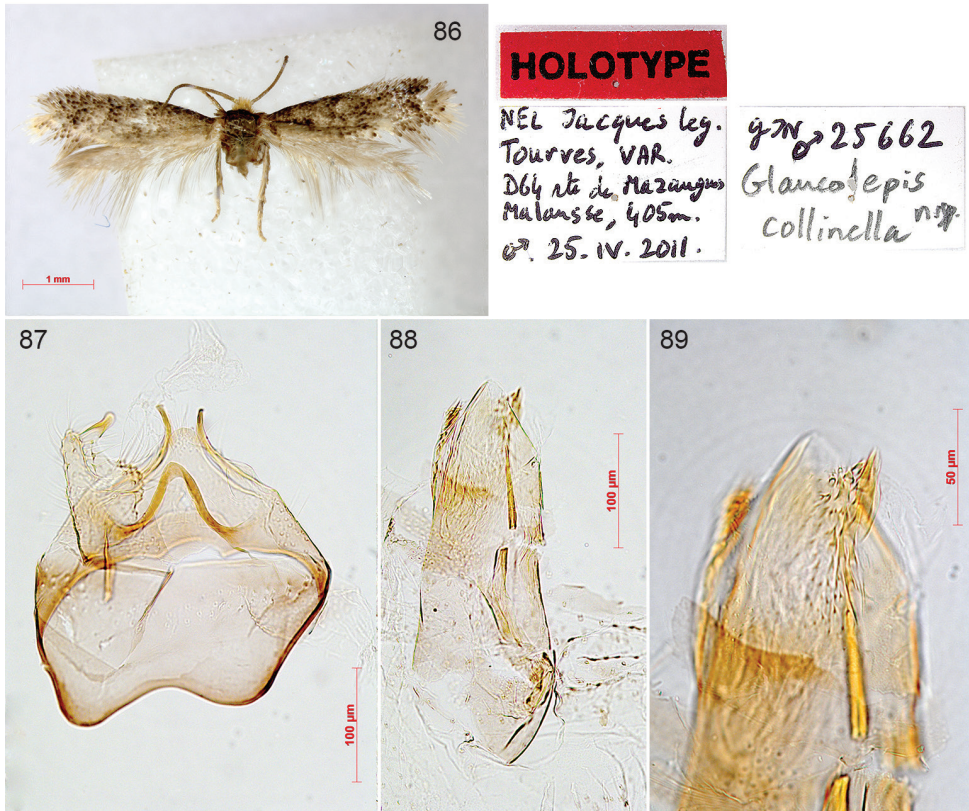 86
HOLOTYPE
NEL Jacques leg.
Tourves, VAR.
D64 rte de Mazaugues
Malausse, 405m.
♂. 25. IV. 2011.
♂ 25662
Glaucolepis
collinella n.sp.
1 mm
87
88
89
100 µm
100 µm
50 µm